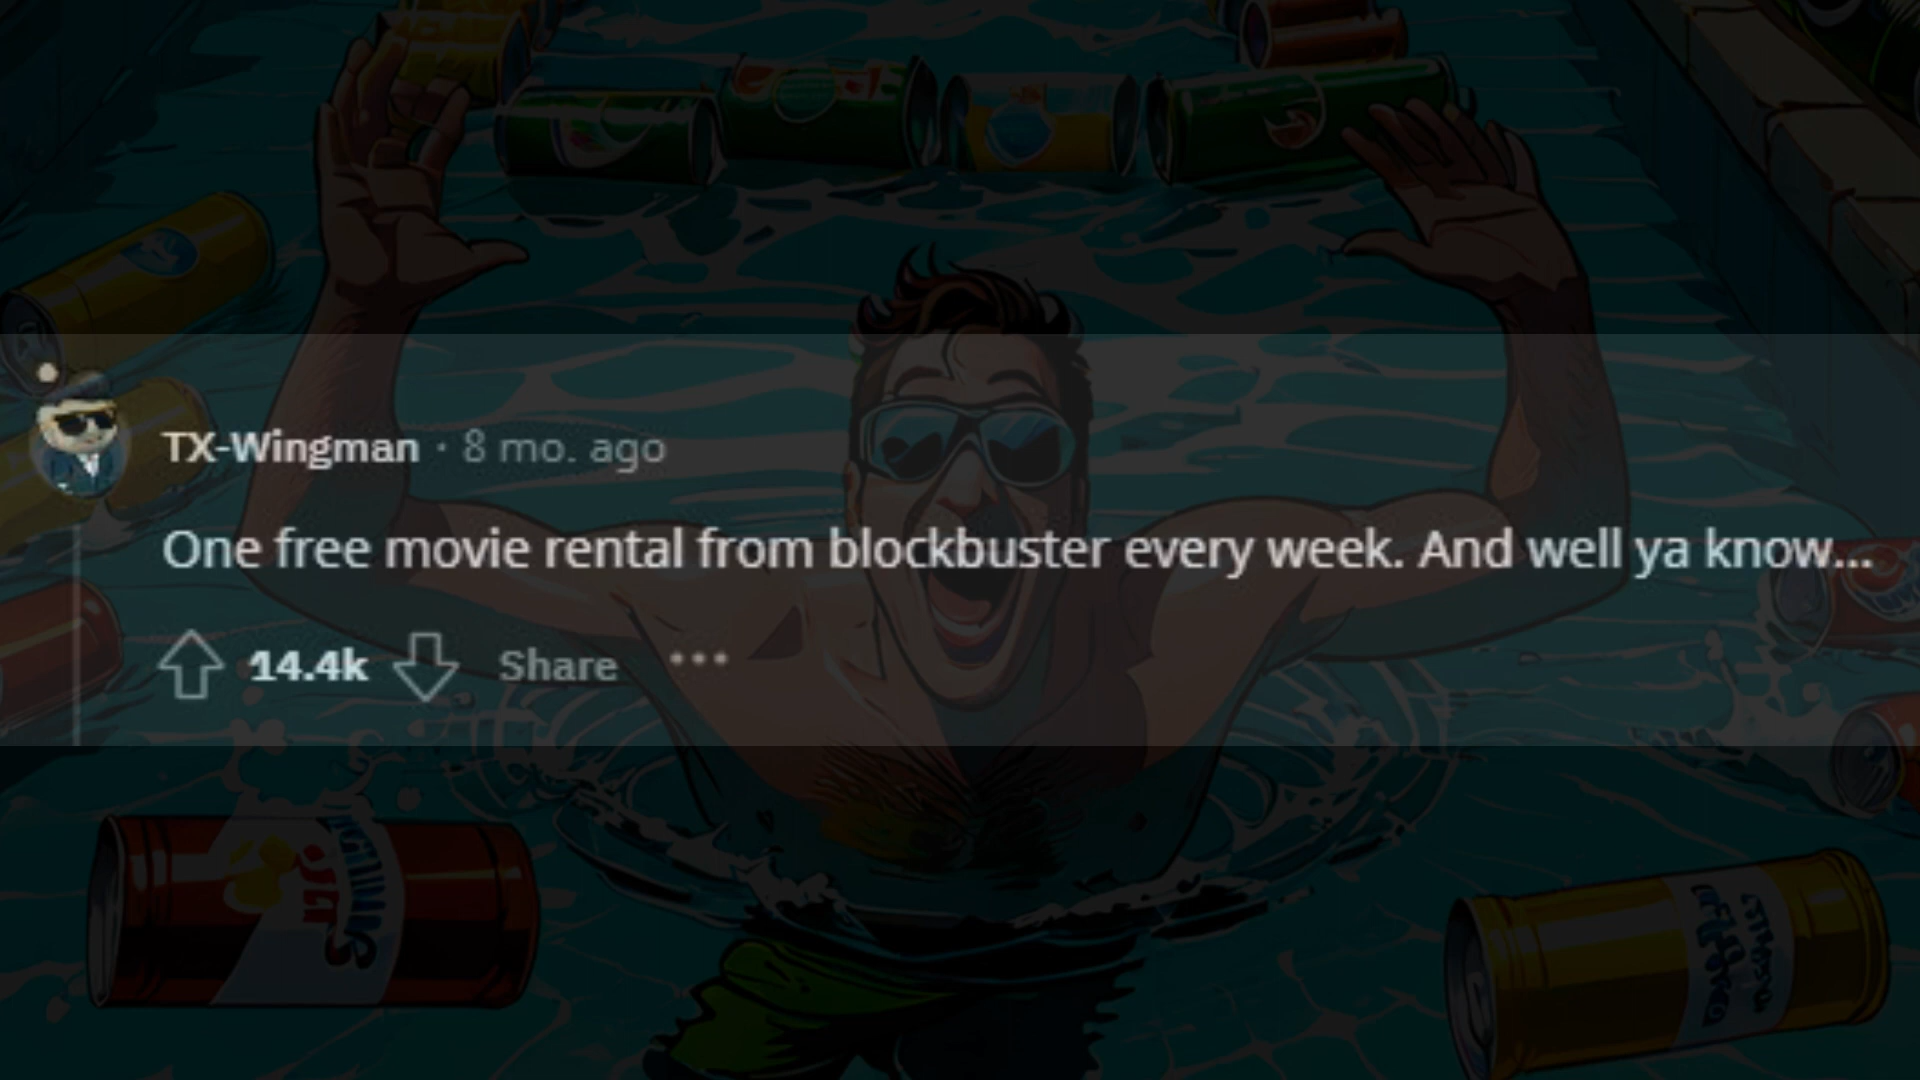 TX-Wingman · 8 mo. ago
One free movie rental from blockbuster every week. And well ya know...
14.4k Share ...